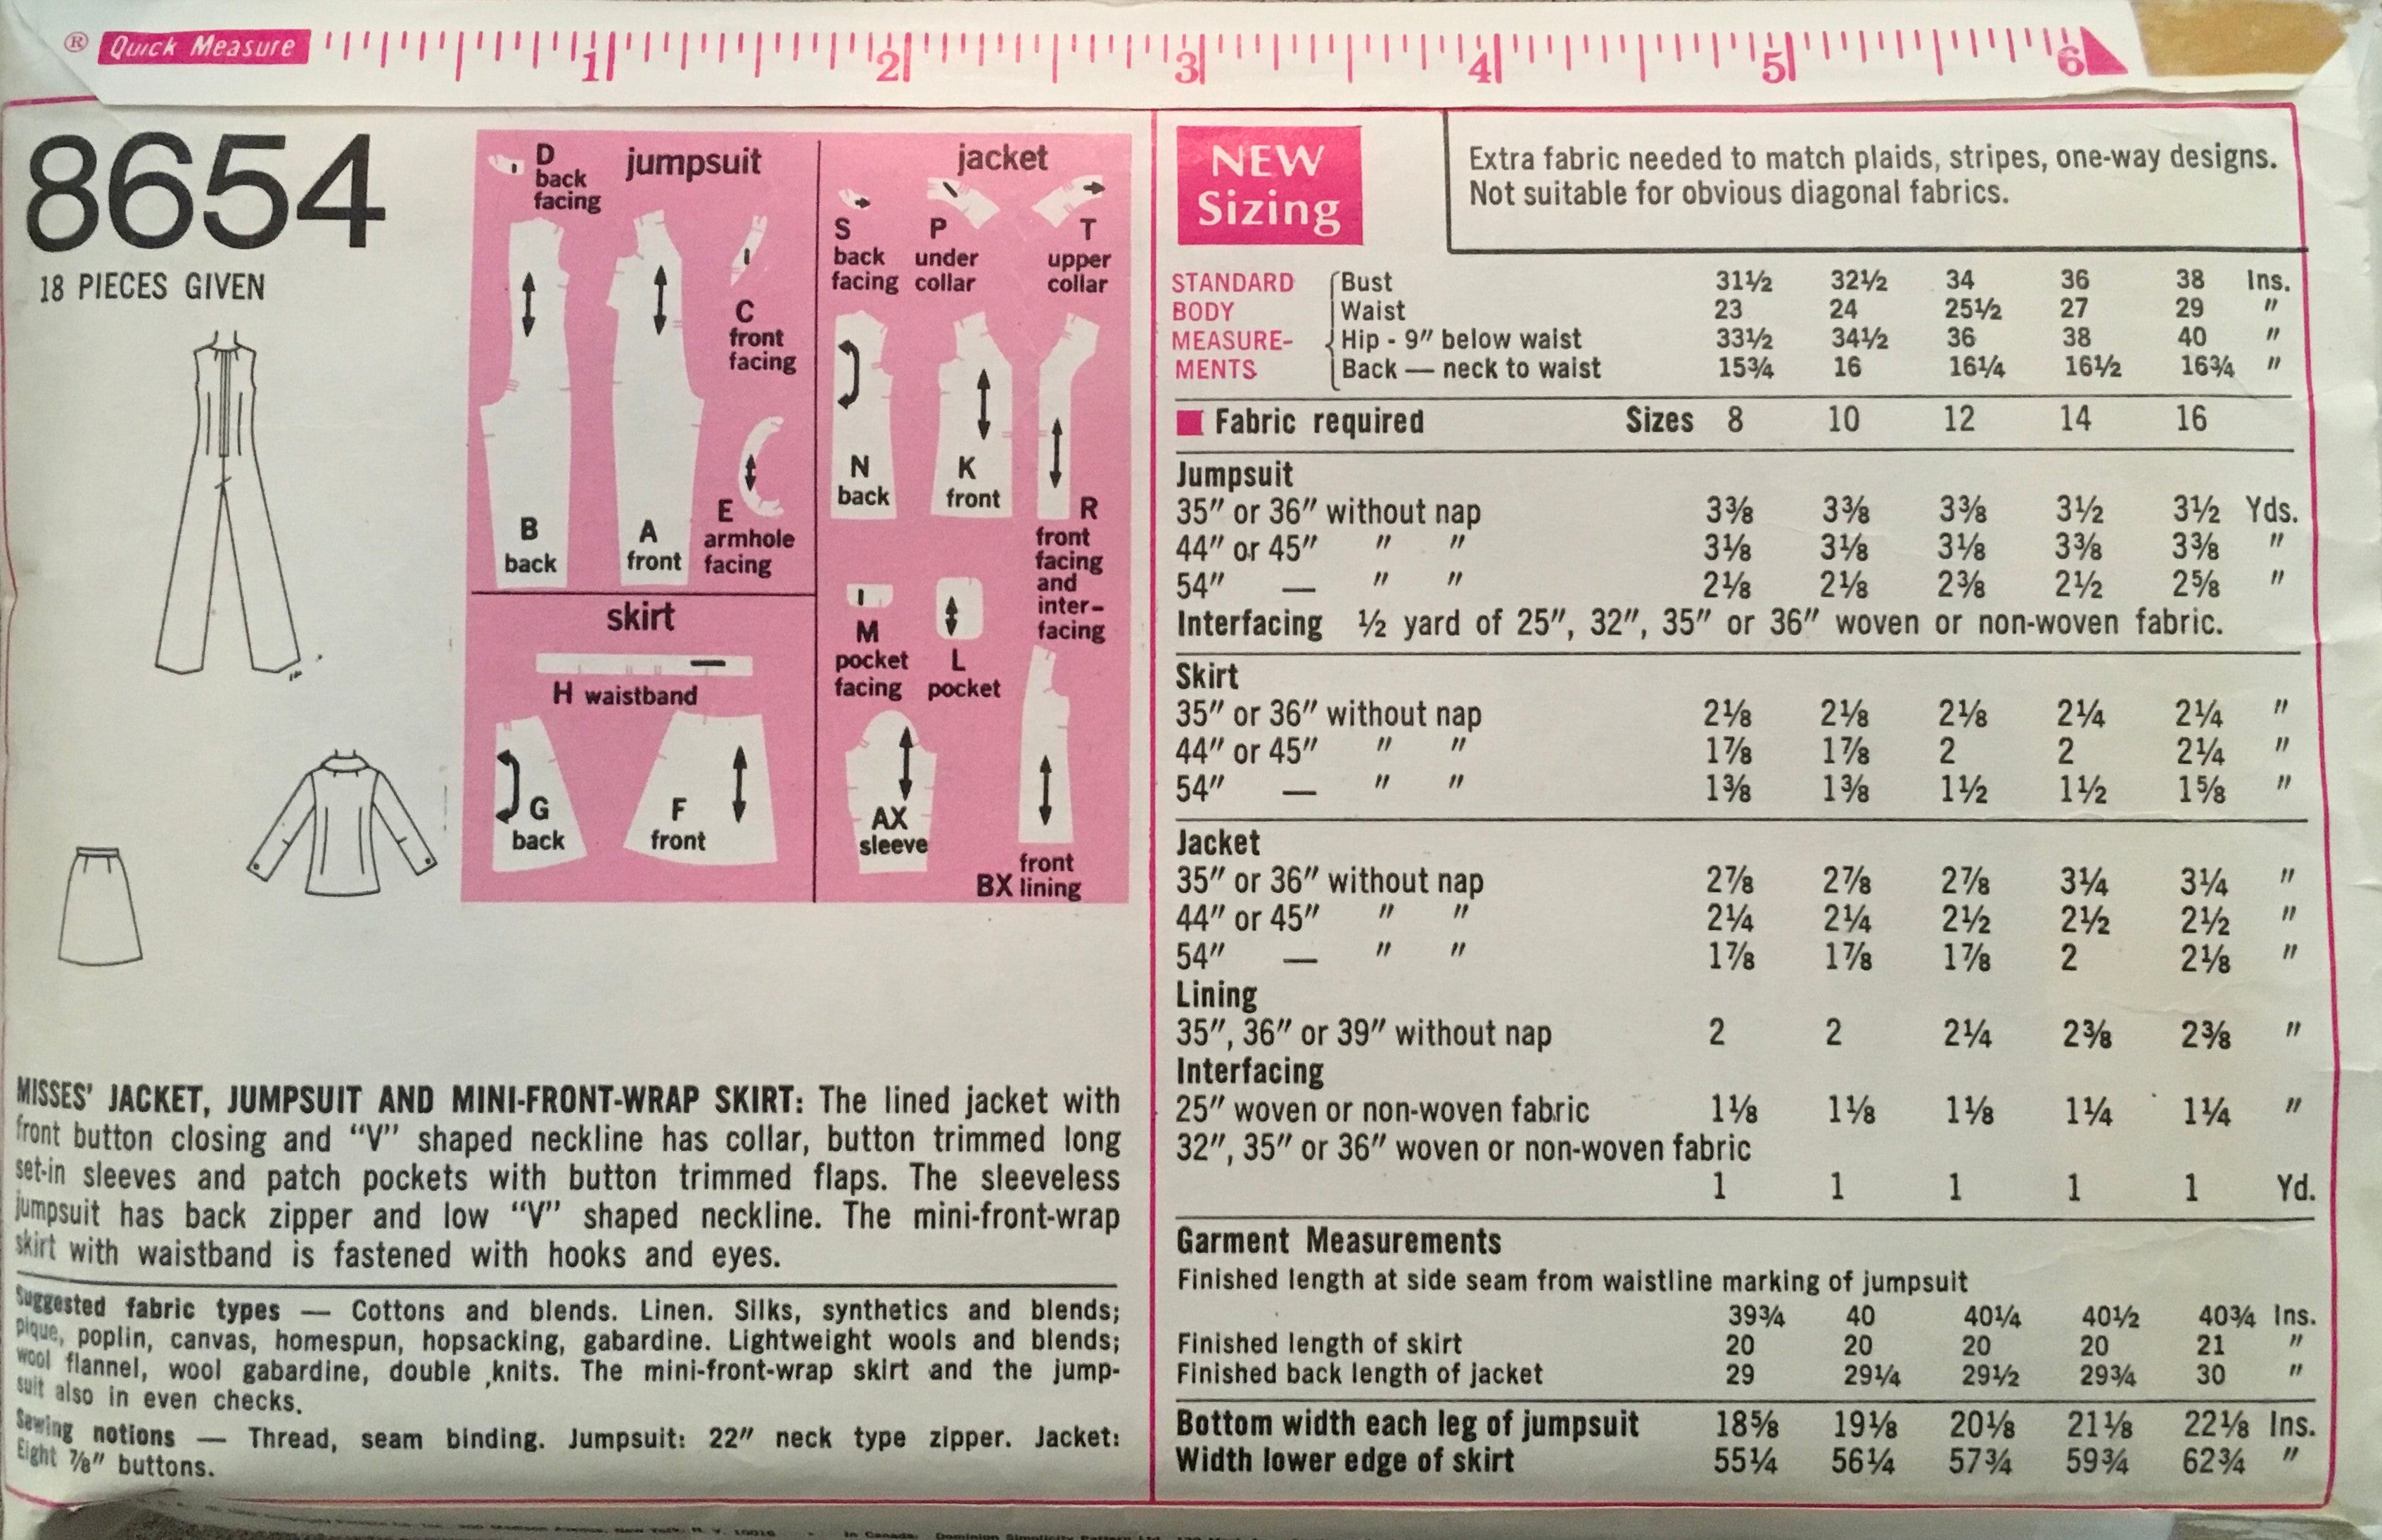 ® Quick Measure 1 2 3 4 5 6
8654
18 PIECES GIVEN
jumpsuit
D
back
facing
C
front
facing
B
back
A
front
E
armhole
facing
skirt
H waistband
G
back
F
front
jacket
S
back
facing
P
under
collar
T
upper
collar
N
back
K
front
R
front
facing
and
inter-
facing
M
pocket
facing
L
pocket
AX
sleeve
front
BX lining
MISSES' JACKET, JUMPSUIT AND MINI-FRONT-WRAP SKIRT: The lined jacket with
front button closing and “V” shaped neckline has collar, button trimmed long
set-in sleeves and patch pockets with button trimmed flaps. The sleeveless
jumpsuit has back zipper and low “V” shaped neckline. The mini-front-wrap
skirt with waistband is fastened with hooks and eyes.
Suggested fabric types — Cottons and blends. Linen. Silks, synthetics and blends;
pique, poplin, canvas, homespun, hopsacking, gabardine. Lightweight wools and blends;
wool flannel, wool gabardine, double knits. The mini-front-wrap skirt and the jump-
suit also in even checks.
Sewing notions — Thread, seam binding. Jumpsuit: 22" neck type zipper. Jacket:
Eight ⅞" buttons.
NEW
Sizing
Extra fabric needed to match plaids, stripes, one-way designs.
Not suitable for obvious diagonal fabrics.
STANDARD Bust 31½ 32½ 34 36 38 Ins.
BODY Waist 23 24 25½ 27 29 "
MEASURE- Hip - 9" below waist 33½ 34½ 36 38 40 "
MENTS Back — neck to waist 15¾ 16 16¼ 16½ 16¾ "
Fabric required Sizes 8 10 12 14 16
Jumpsuit
35" or 36" without nap 3⅜ 3⅜ 3⅜ 3½ 3½ Yds.
44" or 45" " " 3⅛ 3⅛ 3⅛ 3⅜ 3⅜ "
54" — " " 2⅛ 2⅛ 2⅜ 2½ 2⅝ "
Interfacing ½ yard of 25", 32", 35" or 36" woven or non-woven fabric.
Skirt
35" or 36" without nap 2⅛ 2⅛ 2⅛ 2¼ 2¼ "
44" or 45" " " 1⅞ 1⅞ 2 2 2¼ "
54" — " " 1⅜ 1⅜ 1½ 1½ 1⅝ "
Jacket
35" or 36" without nap 2⅞ 2⅞ 2⅞ 3¼ 3¼ "
44" or 45" " " 2¼ 2¼ 2½ 2½ 2½ "
54" — " " 1⅞ 1⅞ 1⅞ 2 2⅛ "
Lining
35", 36" or 39" without nap 2 2 2¼ 2⅜ 2⅜ "
Interfacing
25" woven or non-woven fabric 1⅛ 1⅛ 1⅛ 1¼ 1¼ "
32", 35" or 36" woven or non-woven fabric
1 1 1 1 1 Yd.
Garment Measurements
Finished length at side seam from waistline marking of jumpsuit
39¾ 40 40¼ 40½ 40¾ Ins.
Finished length of skirt 20 20 20 20 21 "
Finished back length of jacket 29 29¼ 29½ 29¾ 30 "
Bottom width each leg of jumpsuit 18⅝ 19⅛ 20⅛ 21⅛ 22⅛ Ins.
Width lower edge of skirt 55¼ 56¼ 57¾ 59¾ 62¾ "